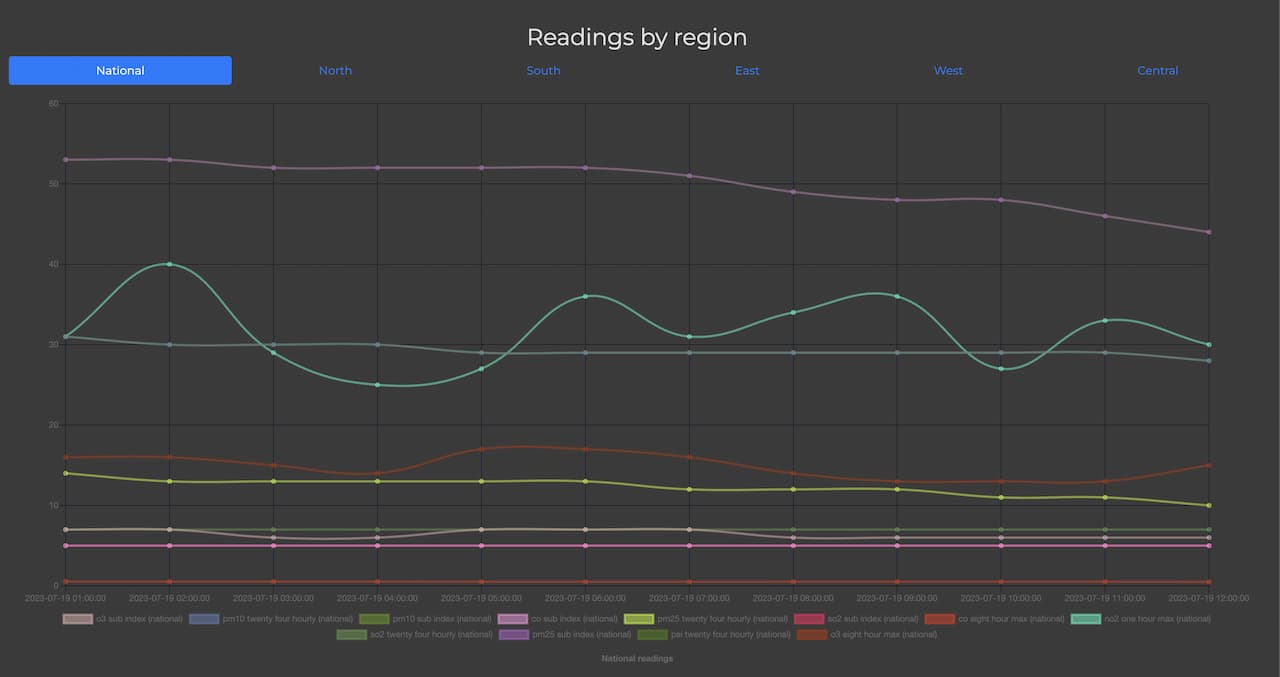 Readings by region
National North South East West Central
60
50
40
30
20
10
0
2023-07-19 01:00:00 2023-07-19 02:00:00 2023-07-19 03:00:00 2023-07-19 04:00:00 2023-07-19 05:00:00 2023-07-19 06:00:00 2023-07-19 07:00:00 2023-07-19 08:00:00 2023-07-19 09:00:00 2023-07-19 10:00:00 2023-07-19 11:00:00 2023-07-19 12:00:00
o3 sub index (national) pm10 twenty four hourly (national) pm10 sub index (national) co sub index (national) pm25 twenty four hourly (national) so2 sub index (national) co eight hour max (national) no2 one hour max (national)
so2 twenty four hourly (national) pm25 sub index (national) psi twenty four hourly (national) o3 eight hour max (national)
National readings